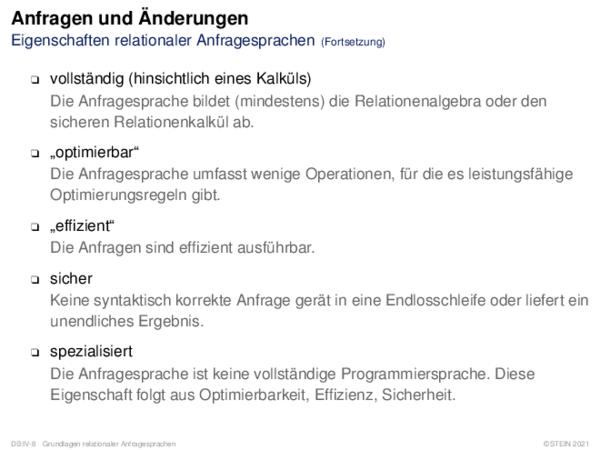 Anfragen und Änderungen
Eigenschaften relationaler Anfragesprachen (Fortsetzung)
❑ vollständig (hinsichtlich eines Kalküls)
Die Anfragesprache bildet (mindestens) die Relationenalgebra oder den
sicheren Relationenkalkül ab.
❑ „optimierbar“
Die Anfragesprache umfasst wenige Operationen, für die es leistungsfähige
Optimierungsregeln gibt.
❑ „effizient“
Die Anfragen sind effizient ausführbar.
❑ sicher
Keine syntaktisch korrekte Anfrage gerät in eine Endlosschleife oder liefert ein
unendliches Ergebnis.
❑ spezialisiert
Die Anfragesprache ist keine vollständige Programmiersprache. Diese
Eigenschaft folgt aus Optimierbarkeit, Effizienz, Sicherheit.
DB:IV-8 Grundlagen relationaler Anfragesprachen ©STEIN 2021